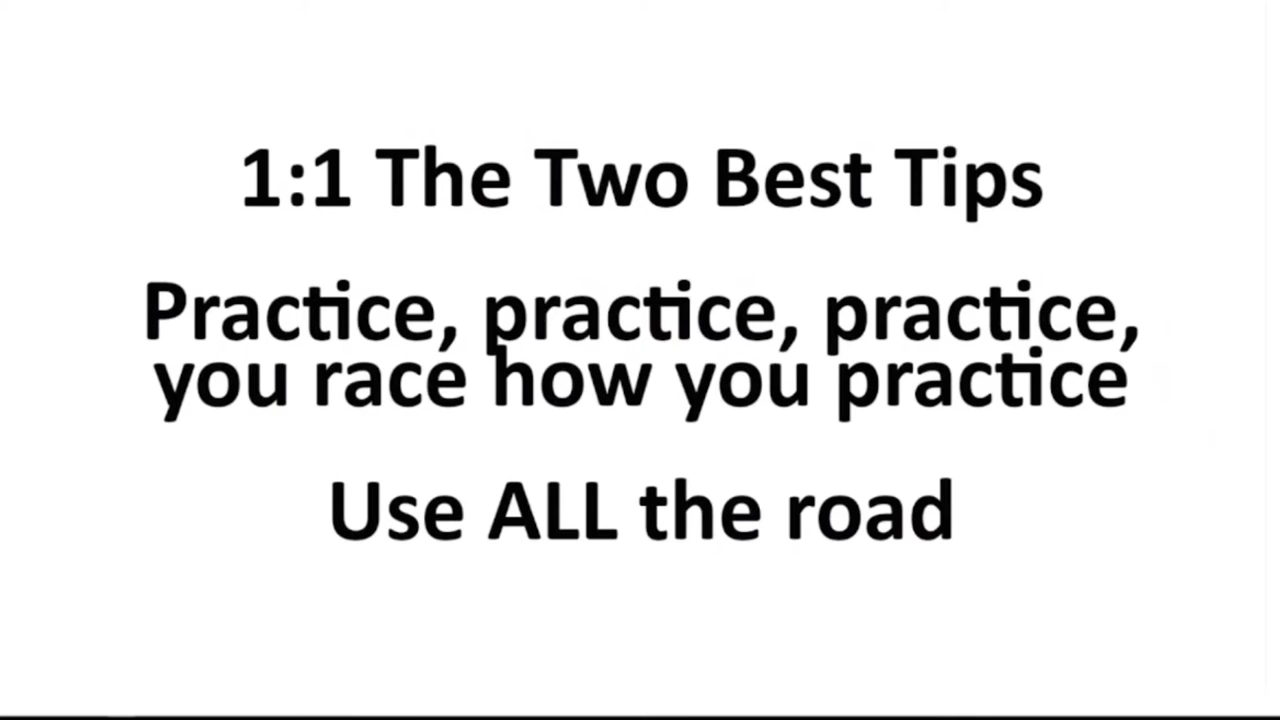 1:1 The Two Best Tips
Practice, practice, practice,
you race how you practice
Use ALL the road